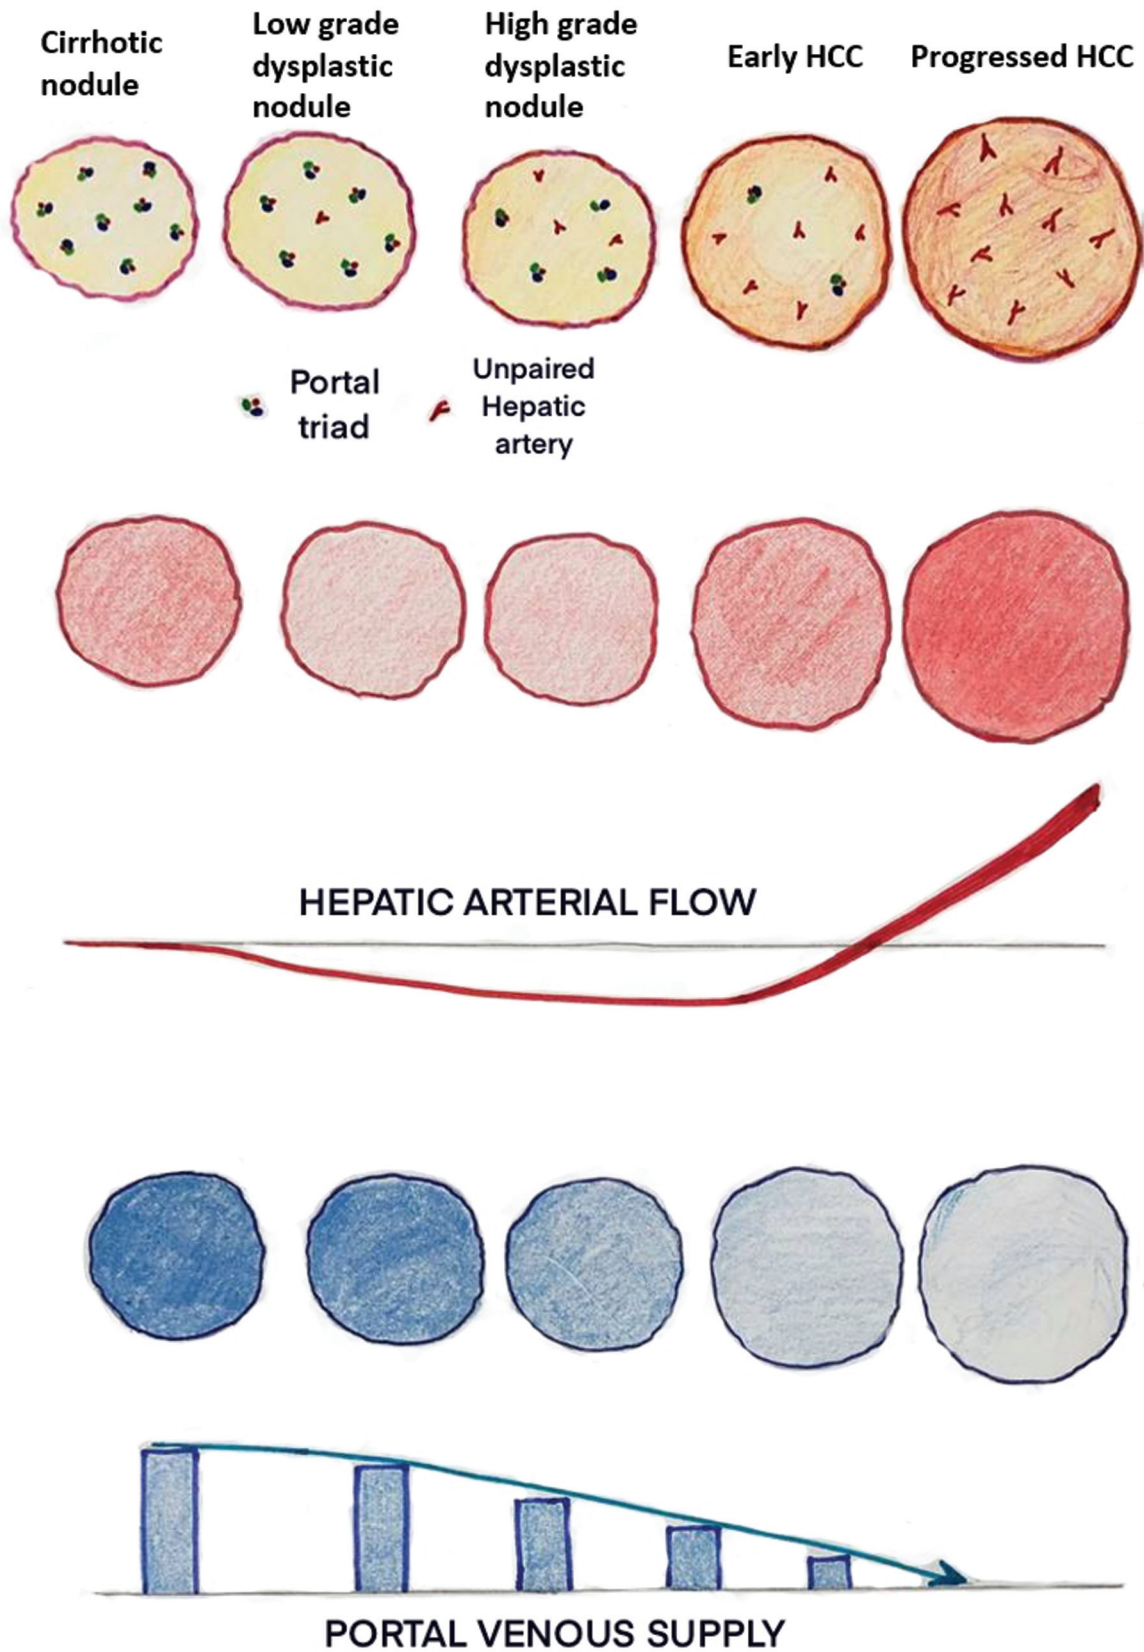 Cirrhotic
nodule
Low grade
dysplastic
nodule
High grade
dysplastic
nodule
Early HCC
Progressed HCC
Portal
triad
Unpaired
Hepatic
artery
HEPATIC ARTERIAL FLOW
PORTAL VENOUS SUPPLY